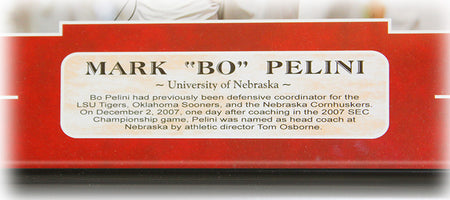 MARK "BO" PELINI
~ University of Nebraska ~
Bo Pelini had previously been defensive coordinator for the
LSU Tigers, Oklahoma Sooners, and the Nebraska Cornhuskers.
On December 2, 2007, one day after coaching in the 2007 SEC
Championship game, Pelini was named as head coach at
Nebraska by athletic director Tom Osborne.